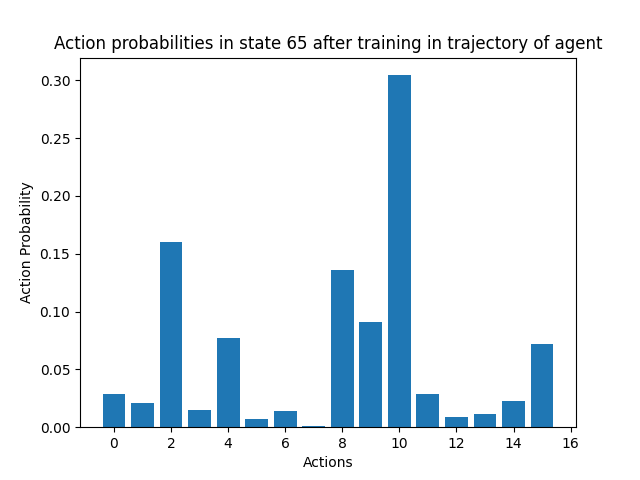 Action probabilities in state 65 after training in trajectory of agent
0.30
0.25
0.20
0.15
0.10
0.05
0.00
Action Probability
0 2 4 6 8 10 12 14 16
Actions